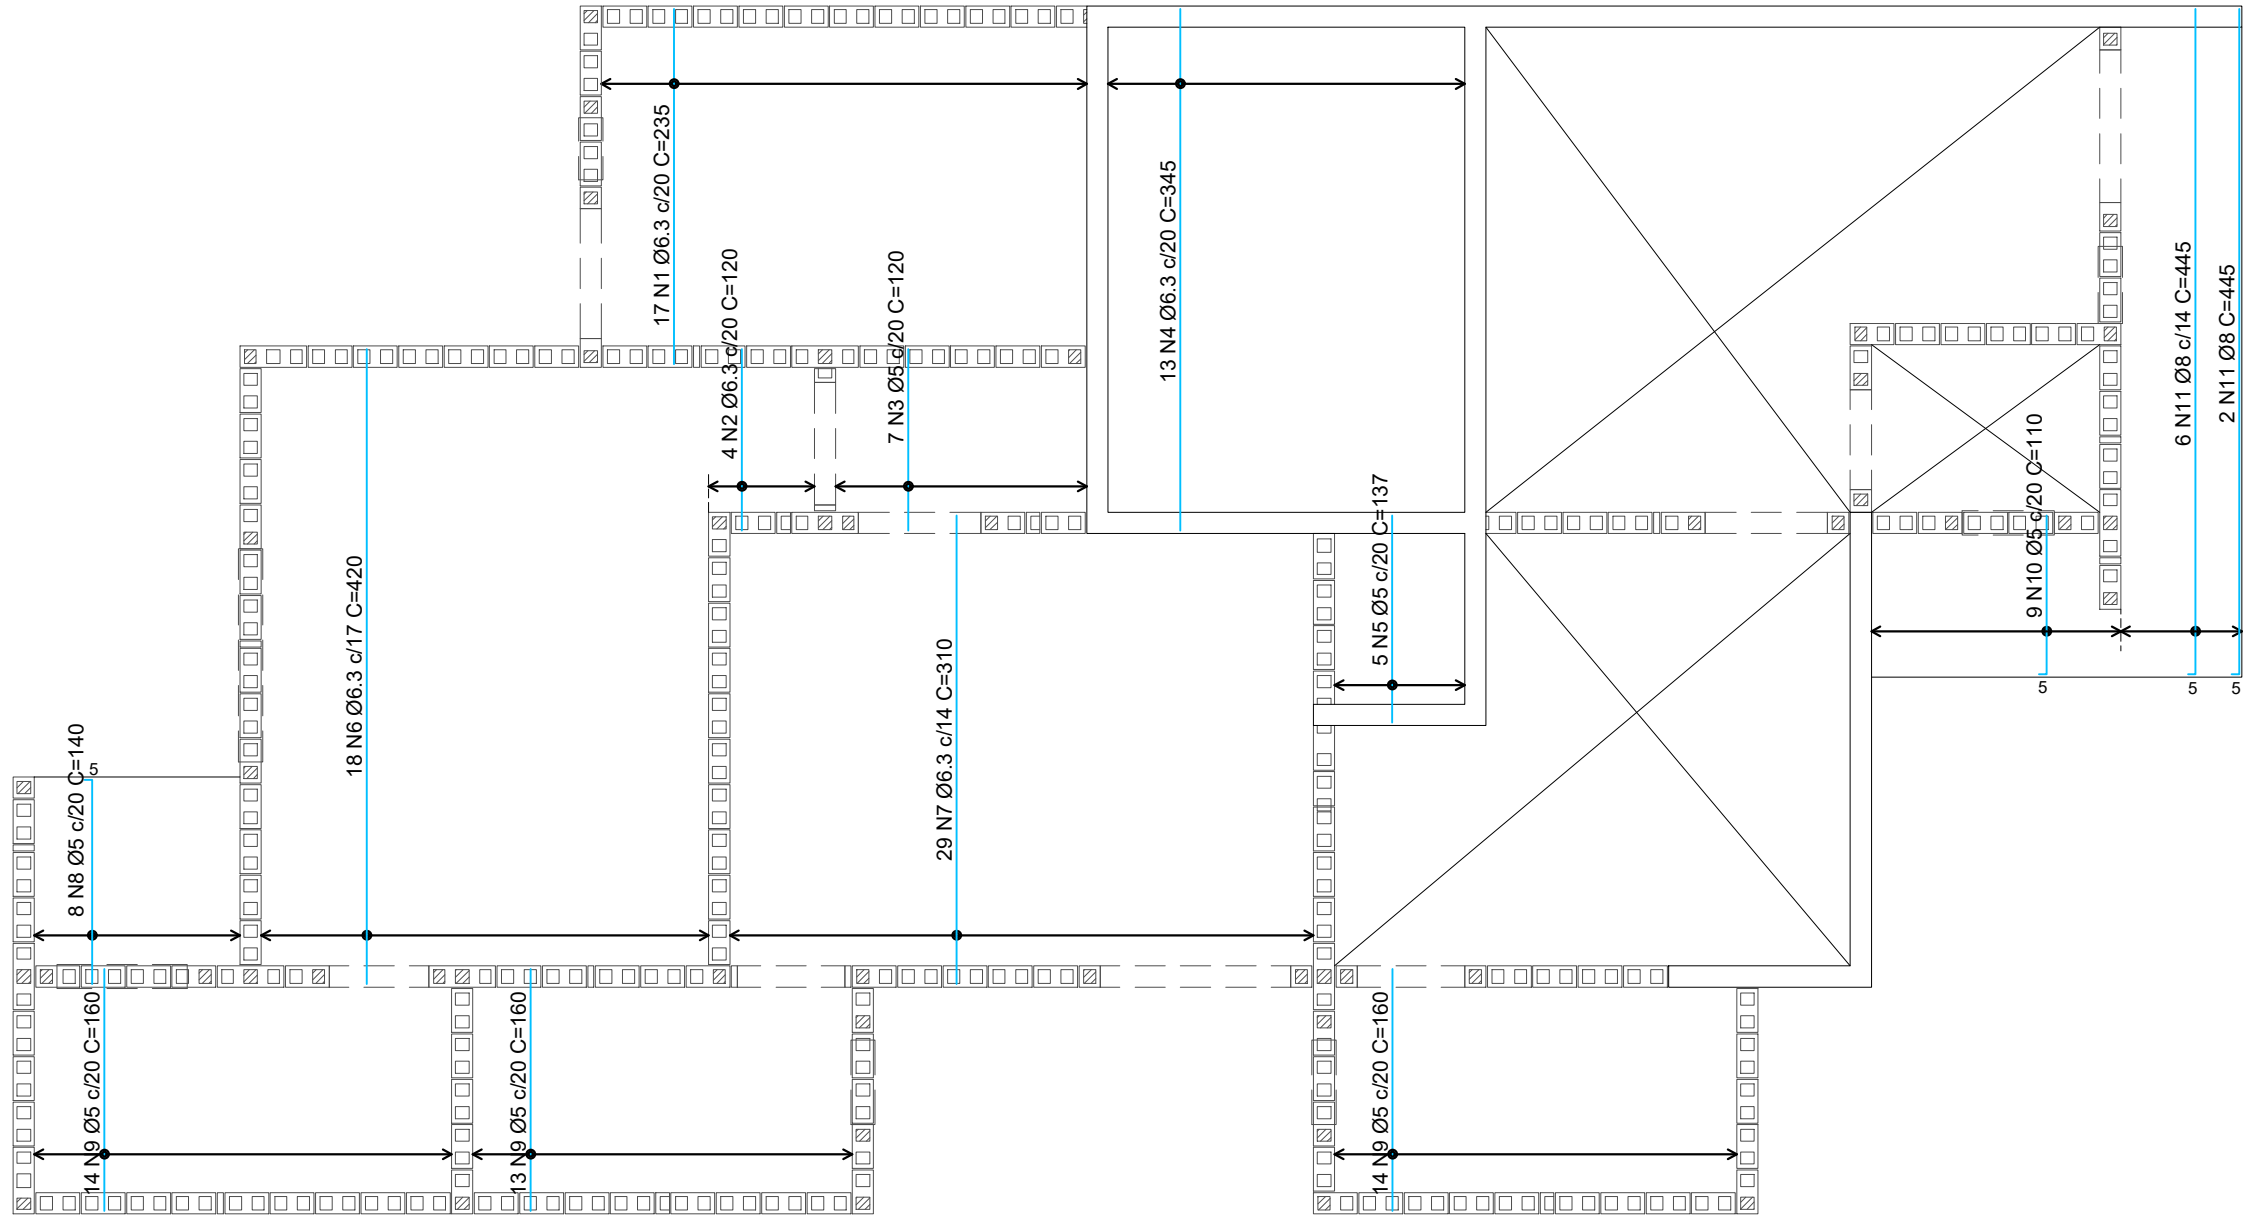 17 N1 Ø6.3 c/20 C=235
4 N2 Ø6.3 c/20 C=120
7 N3 Ø5 c/20 C=120
13 N4 Ø6.3 c/20 C=345
6 N11 Ø8 c/14 C=445
2 N11 Ø8 C=445
9 N10 Ø5 c/20 C=110
5 N5 Ø5 c/20 C=137
18 N6 Ø6.3 c/17 C=420
29 N7 Ø6.3 c/14 C=310
8 N8 Ø5 c/20 C=140
5
5
5
5
14 N9 Ø5 c/20 C=160
13 N9 Ø5 c/20 C=160
14 N9 Ø5 c/20 C=160